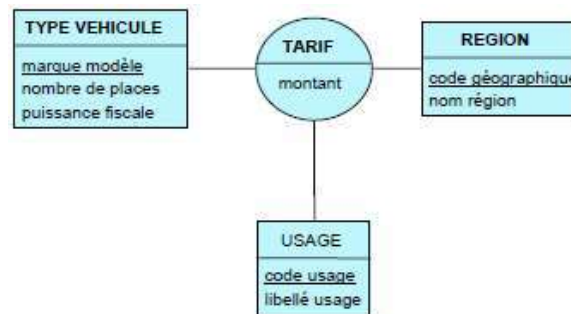 TYPE VEHICULE
marque modèle
nombre de places
puissance fiscale
TARIF
montant
REGION
code géographique
nom région
USAGE
code usage
libellé usage